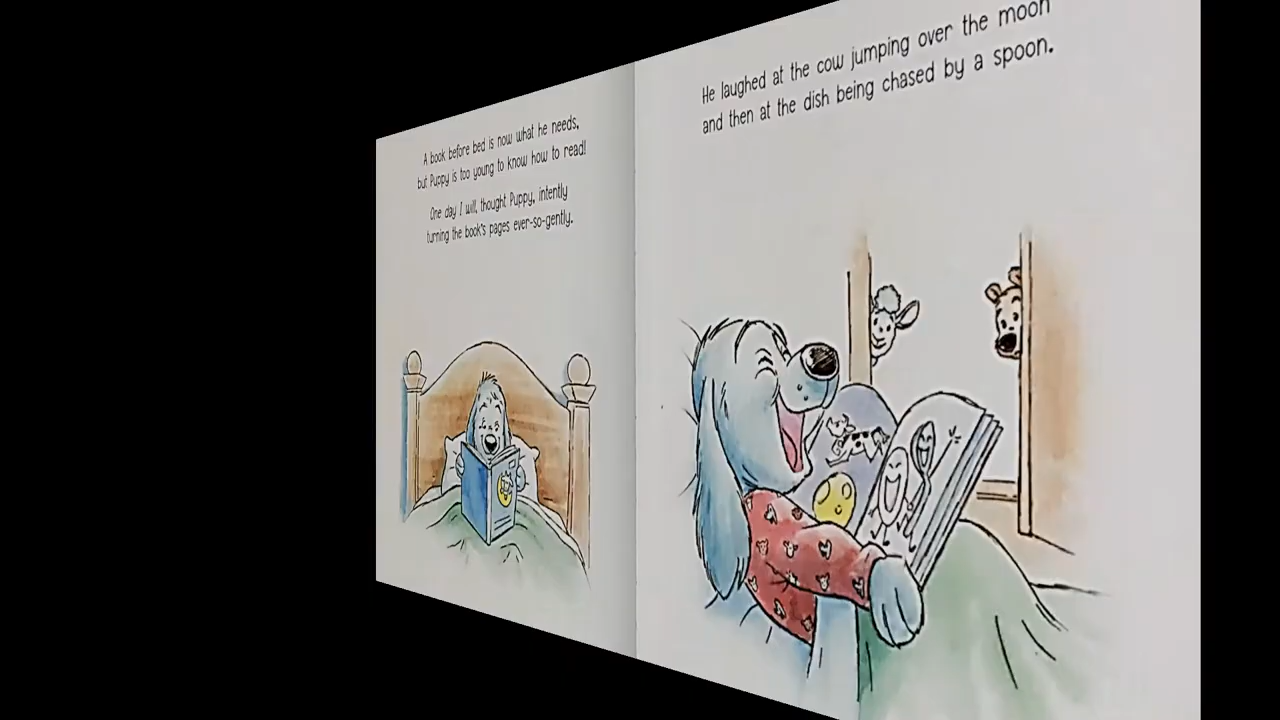 A book before bed is now what he needs,
but Puppy is too young to know how to read!
One day I will, thought Puppy, intently
turning the book's pages ever-so-gently.
He laughed at the cow jumping over the moon
and then at the dish being chased by a spoon.